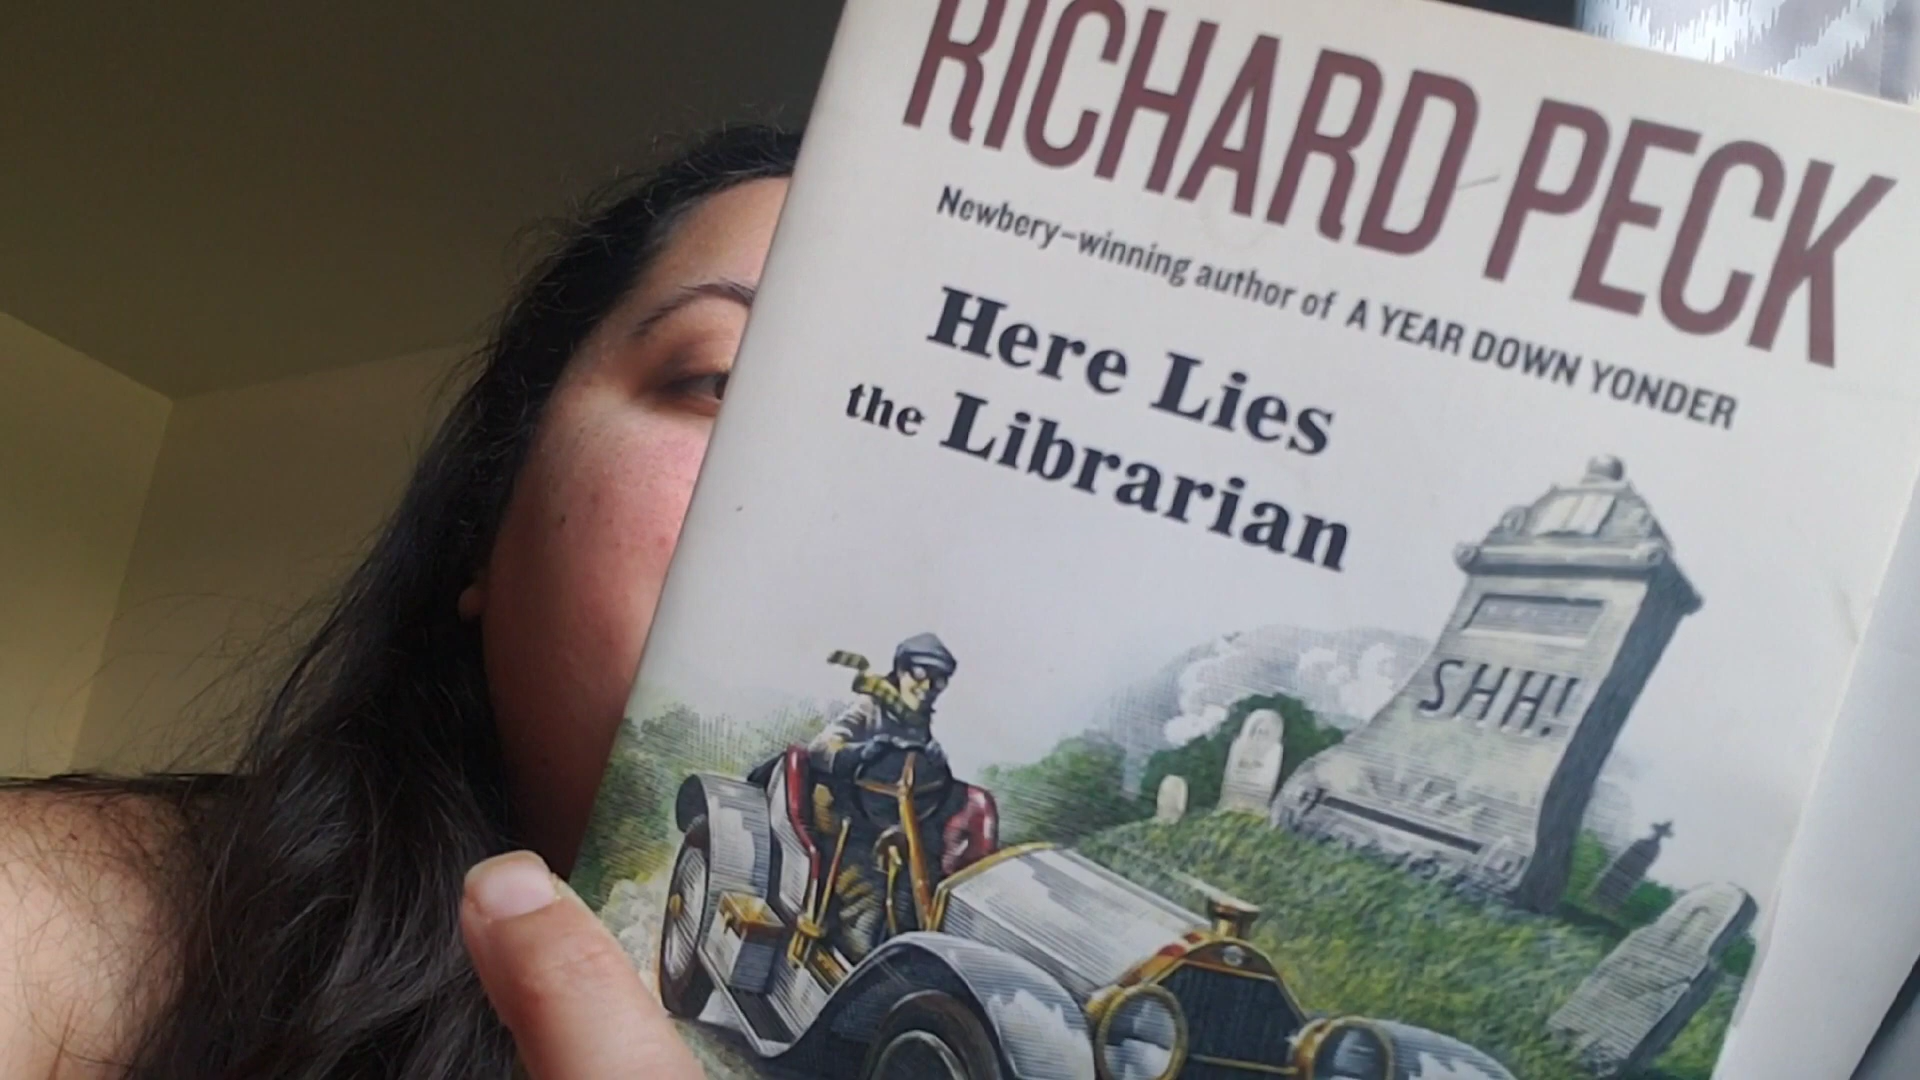 RICHARD PECK
Newbery-winning author of A YEAR DOWN YONDER
Here Lies
the Librarian
SHH!